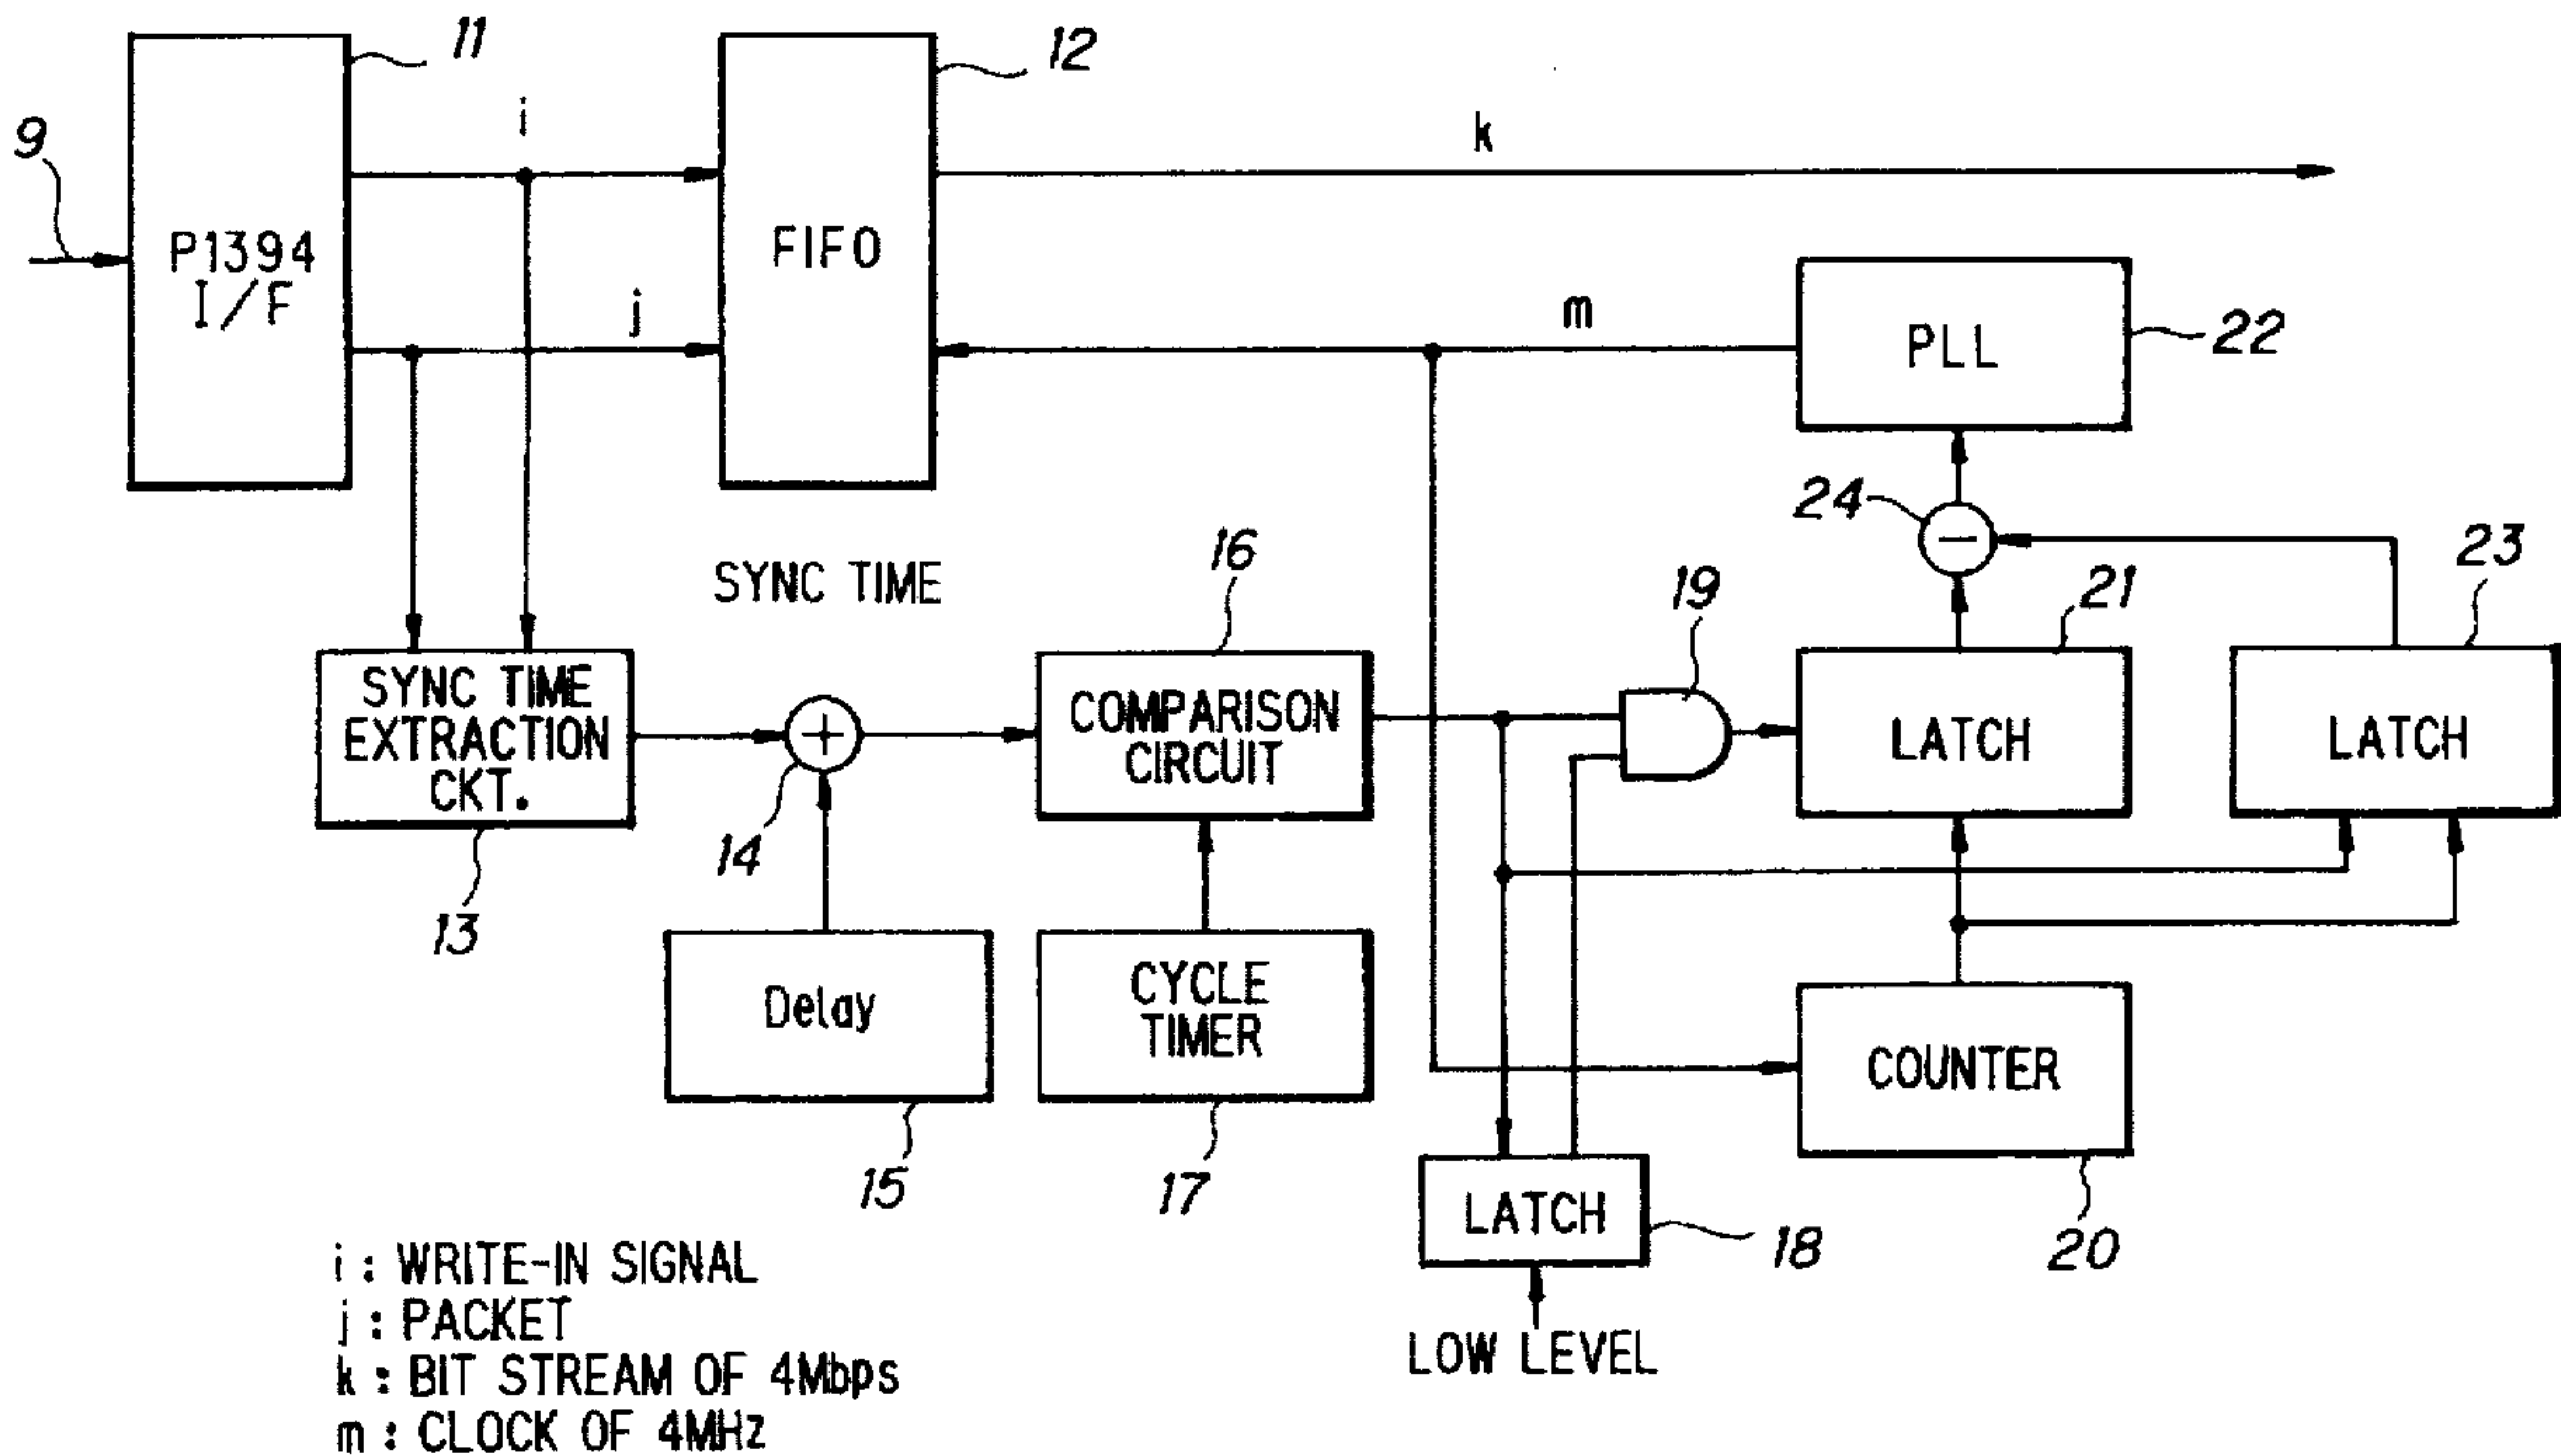 11
12
i
k
9
P1394
I/F
FIFO
j
m
PLL
22
24
SYNC TIME
16
19
21
23
SYNC TIME
EXTRACTION
CKT.
+
COMPARISON
CIRCUIT
−
LATCH
LATCH
14
13
Delay
CYCLE
TIMER
COUNTER
15
17
LATCH
18
20
LOW LEVEL
i : WRITE-IN SIGNAL
j : PACKET
k : BIT STREAM OF 4Mbps
m : CLOCK OF 4MHz